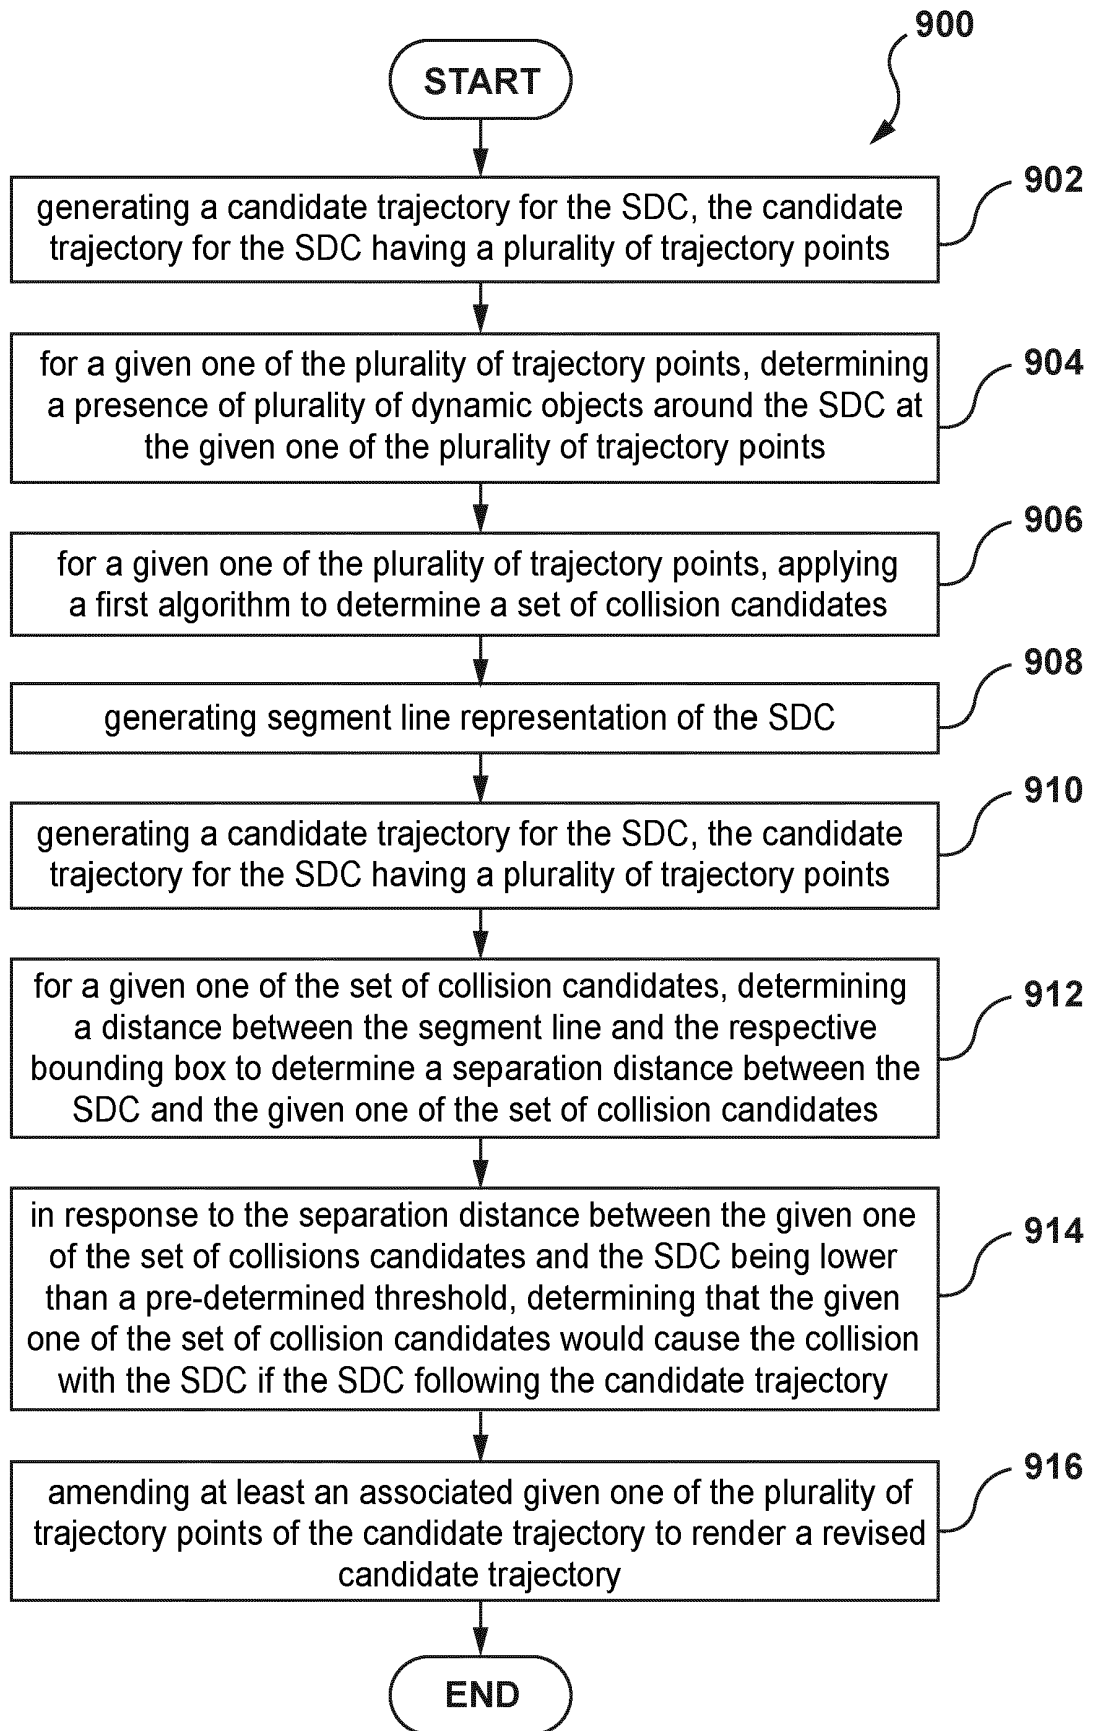 900
START
902
generating a candidate trajectory for the SDC, the candidate
trajectory for the SDC having a plurality of trajectory points
904
for a given one of the plurality of trajectory points, determining
a presence of plurality of dynamic objects around the SDC at
the given one of the plurality of trajectory points
906
for a given one of the plurality of trajectory points, applying
a first algorithm to determine a set of collision candidates
908
generating segment line representation of the SDC
910
generating a candidate trajectory for the SDC, the candidate
trajectory for the SDC having a plurality of trajectory points
912
for a given one of the set of collision candidates, determining
a distance between the segment line and the respective
bounding box to determine a separation distance between the
SDC and the given one of the set of collision candidates
914
in response to the separation distance between the given one
of the set of collisions candidates and the SDC being lower
than a pre-determined threshold, determining that the given
one of the set of collision candidates would cause the collision
with the SDC if the SDC following the candidate trajectory
916
amending at least an associated given one of the plurality of
trajectory points of the candidate trajectory to render a revised
candidate trajectory
END